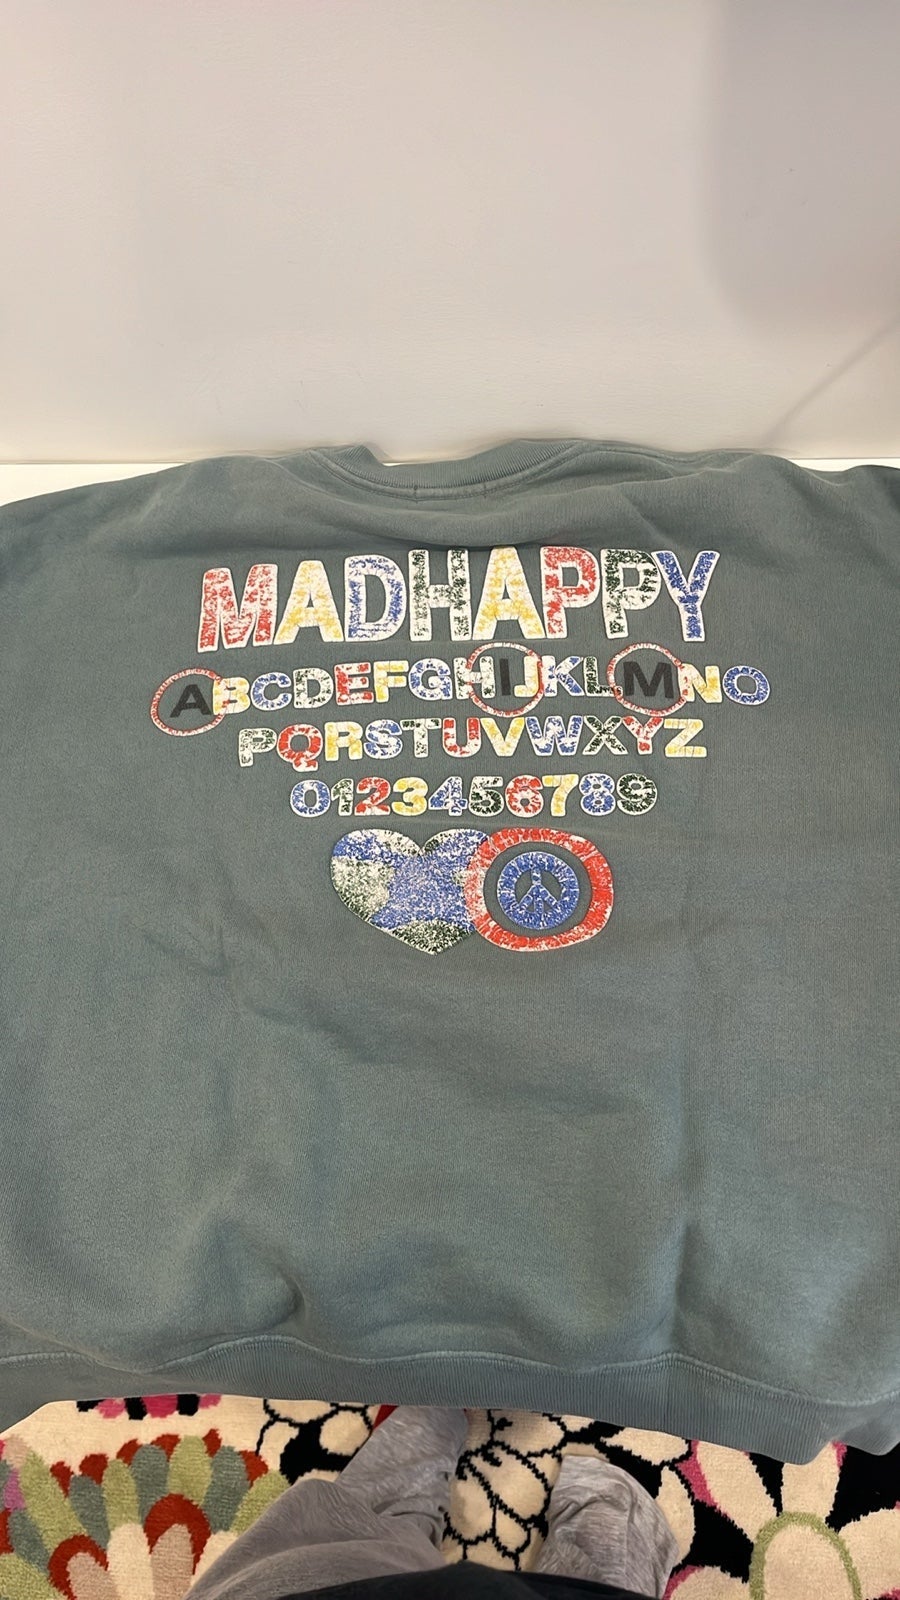 MADHAPPY
ABCDEFGHIJKLMNO
PQRSTUVWXYZ
0123456789